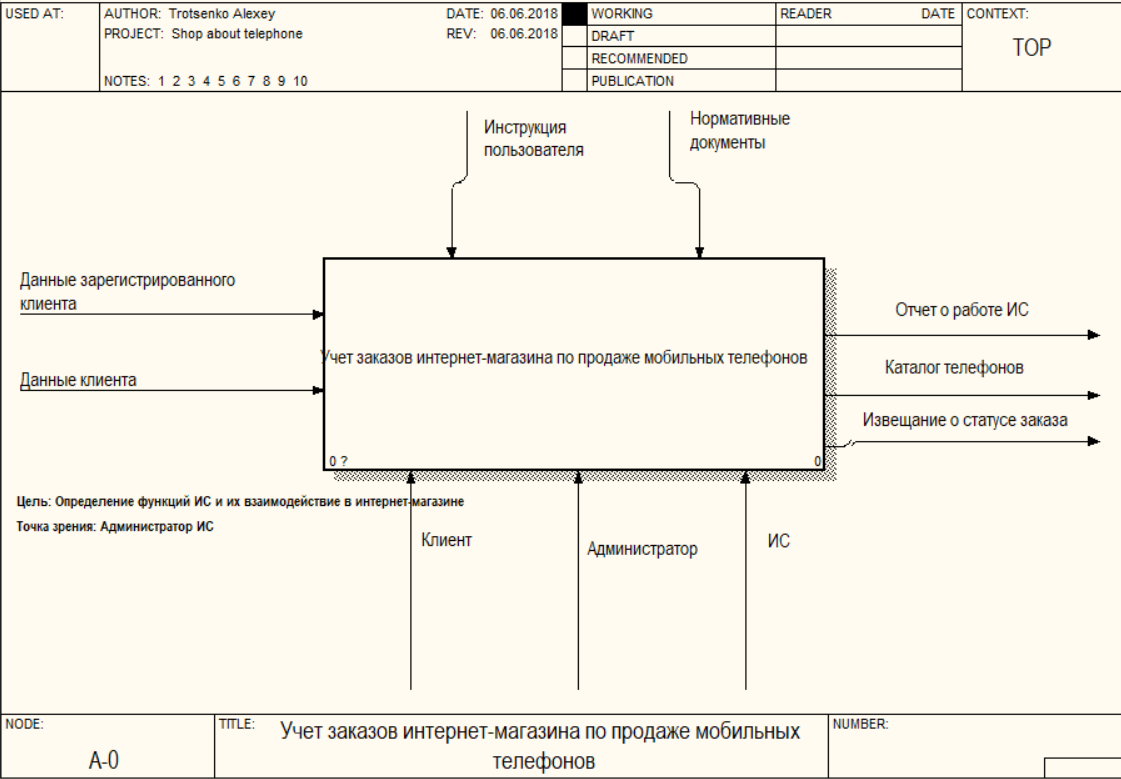 USED AT:
AUTHOR: Trotsenko Alexey
DATE: 06.06.2018
WORKING
READER
DATE
CONTEXT:
PROJECT: Shop about telephone
REV: 06.06.2018
DRAFT
TOP
RECOMMENDED
NOTES: 1 2 3 4 5 6 7 8 9 10
PUBLICATION
Инструкция
пользователя
Нормативные
документы
Данные зарегистрированного
клиента
Отчет о работе ИС
Учет заказов интернет-магазина по продаже мобильных телефонов
Каталог телефонов
Данные клиента
Извещание о статусе заказа
0 ?
0
Цель: Определение функций ИС и их взаимодействие в интернет-магазине
Точка зрения: Администратор ИС
Клиент
Администратор
ИС
NODE:
A-0
TITLE:
Учет заказов интернет-магазина по продаже мобильных
телефонов
NUMBER: